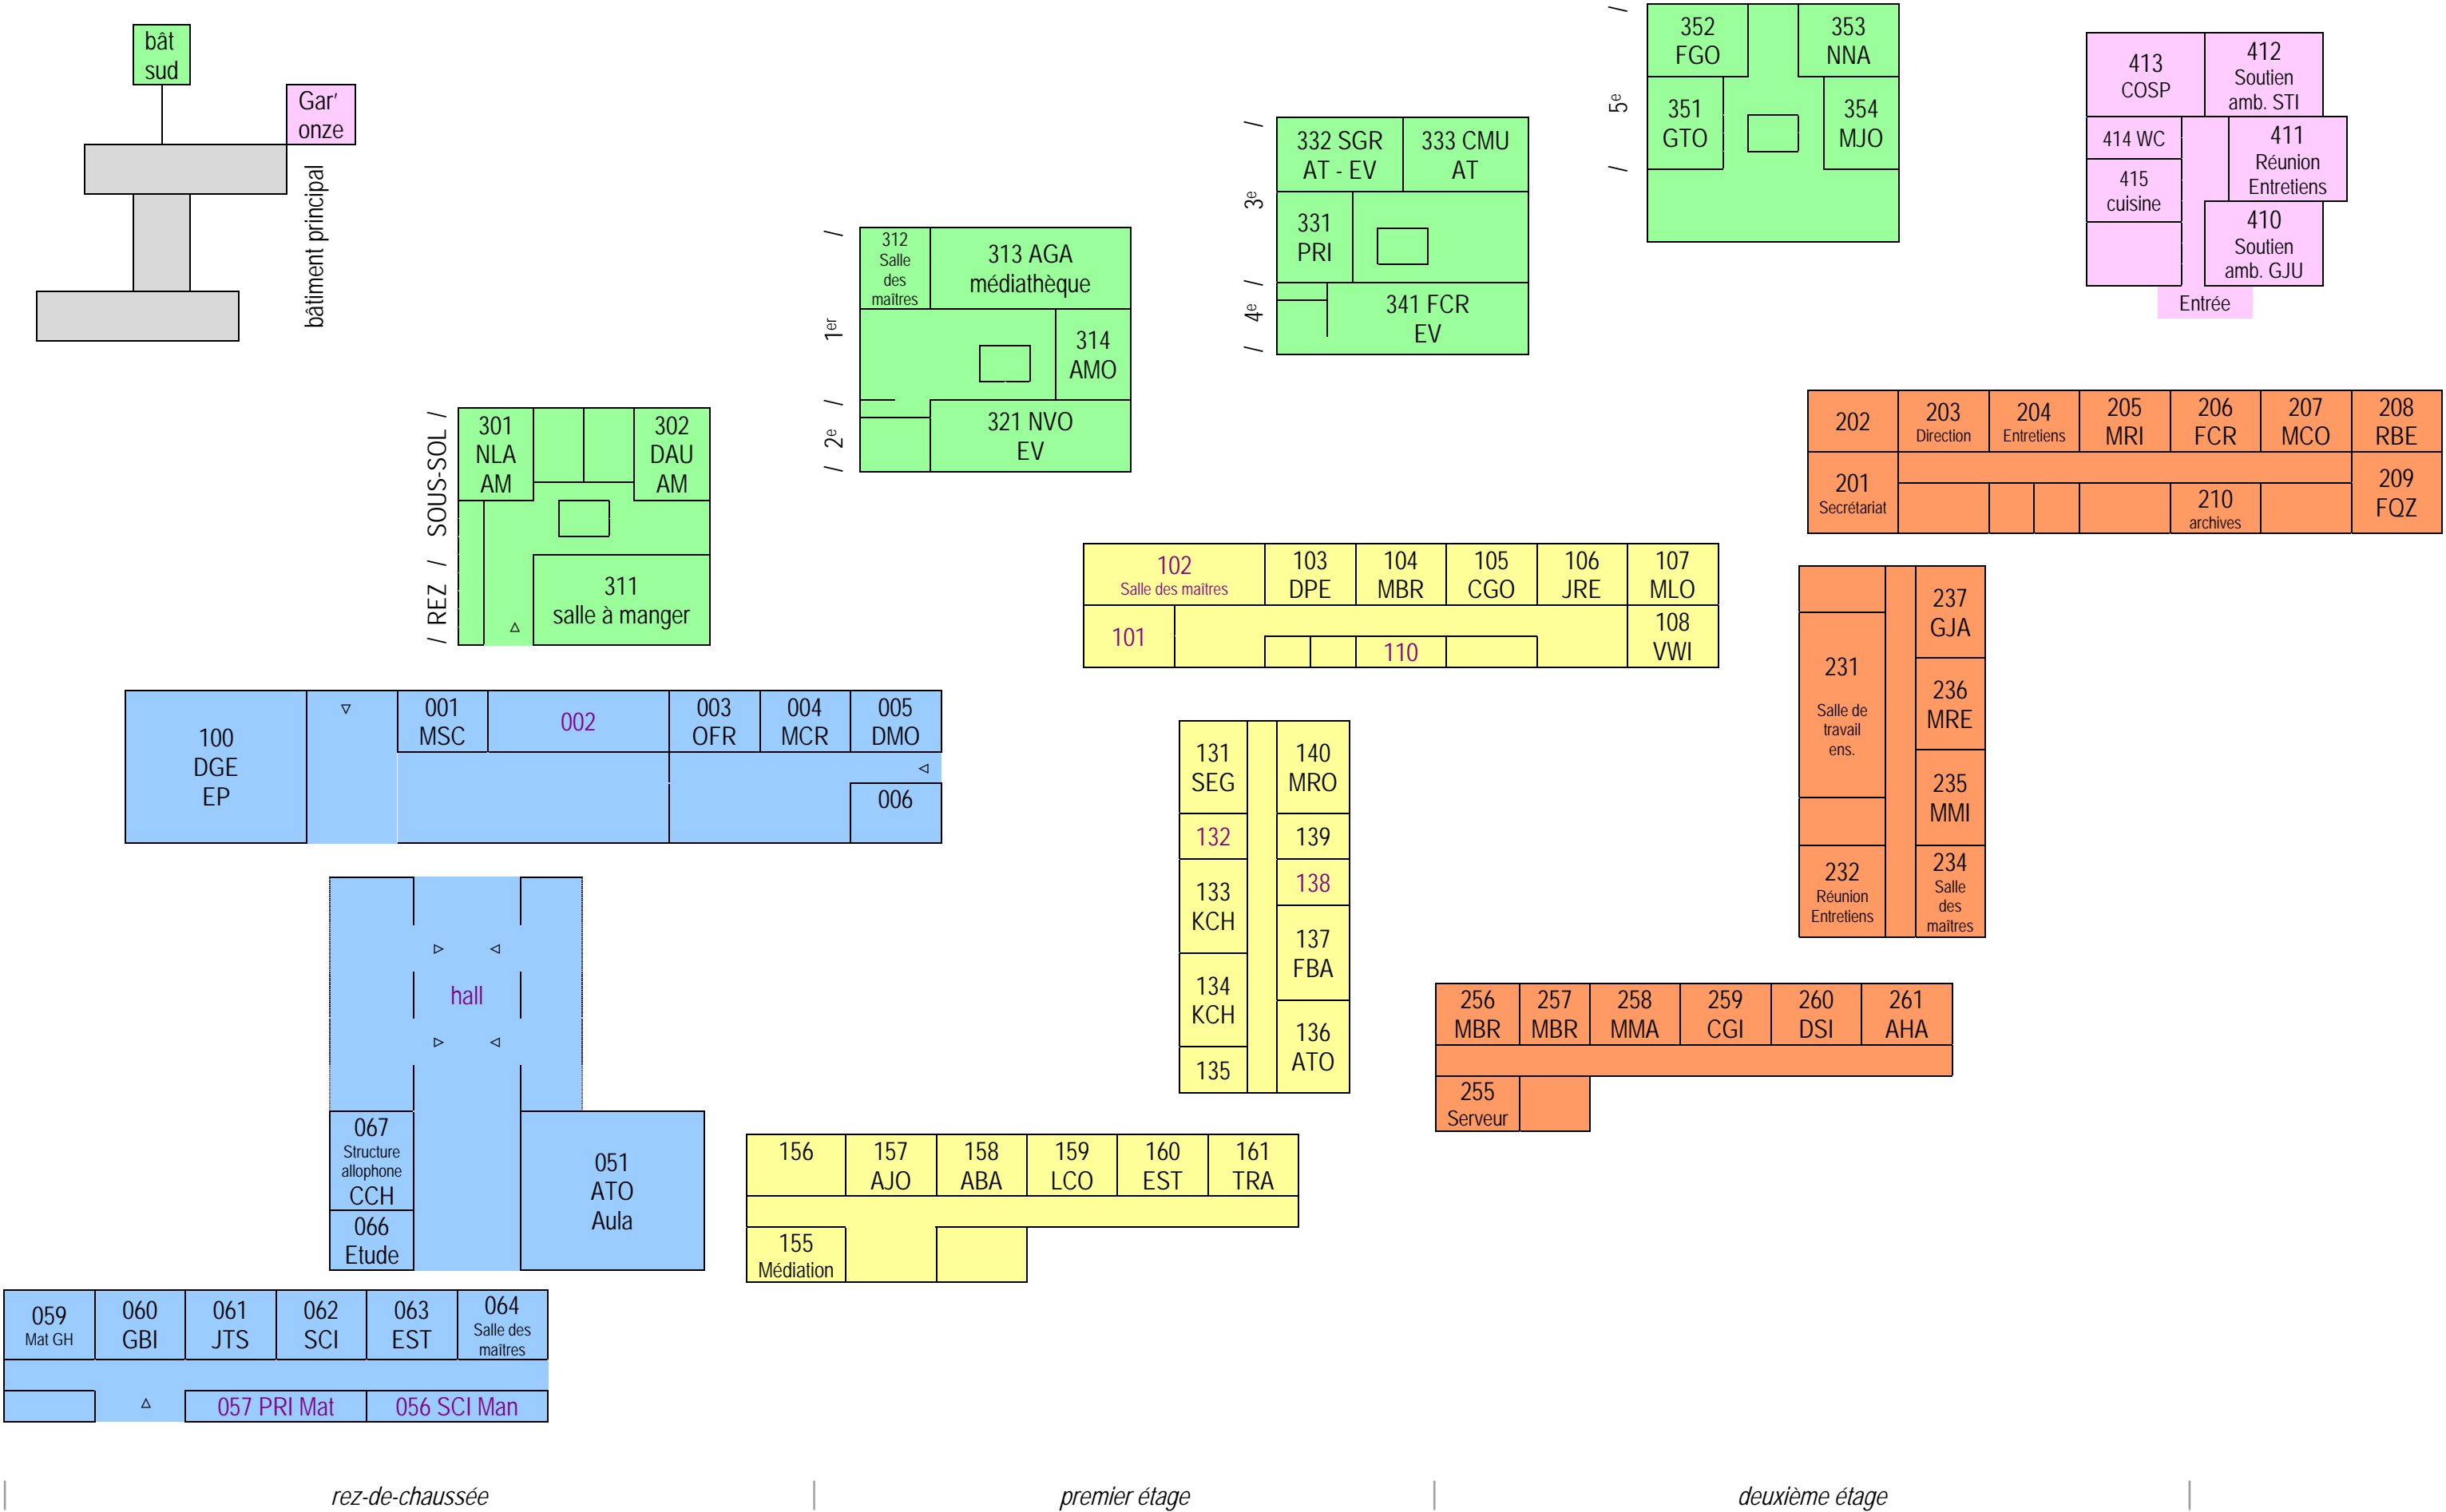 bât
sud
Gar'
onze
bâtiment principal
/ REZ / SOUS-SOL /
301
NLA
AM
302
DAU
AM
311
salle à manger
/ 2e / 1er /
312
Salle
des
maîtres
313 AGA
médiathèque
314
AMO
321 NVO
EV
/ 4e / 3e /
332 SGR
AT - EV
333 CMU
AT
331
PRI
341 FCR
EV
/ 5e /
352
FGO
353
NNA
351
GTO
354
MJO
413
COSP
412
Soutien
amb. STI
414 WC
411
Réunion
Entretiens
415
cuisine
410
Soutien
amb. GJU
Entrée
202
203
Direction
204
Entretiens
205
MRI
206
FCR
207
MCO
208
RBE
201
Secrétariat
210
archives
209
FQZ
237
GJA
231
Salle de
travail
ens.
236
MRE
235
MMI
232
Réunion
Entretiens
234
Salle
des
maîtres
256
MBR
257
MBR
258
MMA
259
CGI
260
DSI
261
AHA
255
Serveur
102
Salle des maîtres
103
DPE
104
MBR
105
CGO
106
JRE
107
MLO
101
110
108
VWI
131
SEG
140
MRO
132
139
133
KCH
138
137
FBA
134
KCH
136
ATO
135
156
157
AJO
158
ABA
159
LCO
160
EST
161
TRA
155
Médiation
100
DGE
EP
001
MSC
002
003
OFR
004
MCR
005
DMO
006
hall
067
Structure
allophone
CCH
066
Etude
051
ATO
Aula
059
Mat GH
060
GBI
061
JTS
062
SCI
063
EST
064
Salle des
maîtres
057 PRI Mat
056 SCI Man
rez-de-chaussée
premier étage
deuxième étage